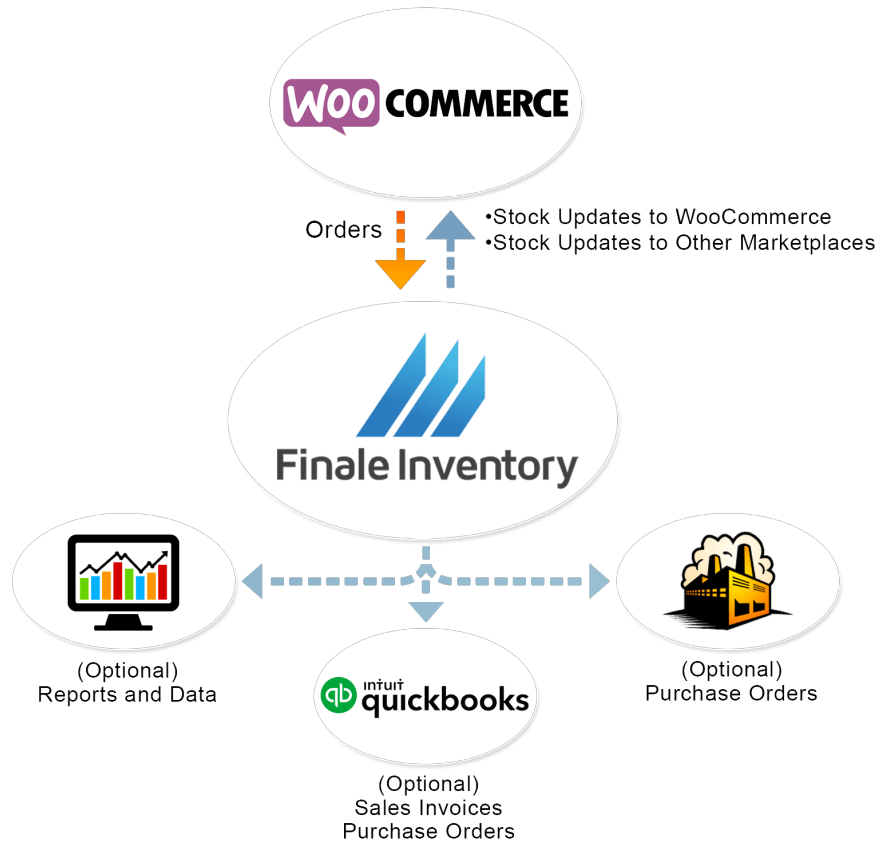 WOO COMMERCE
Orders
•Stock Updates to WooCommerce
•Stock Updates to Other Marketplaces
Finale Inventory
(Optional)
Reports and Data
qb intuit
quickbooks
(Optional)
Sales Invoices
Purchase Orders
(Optional)
Purchase Orders